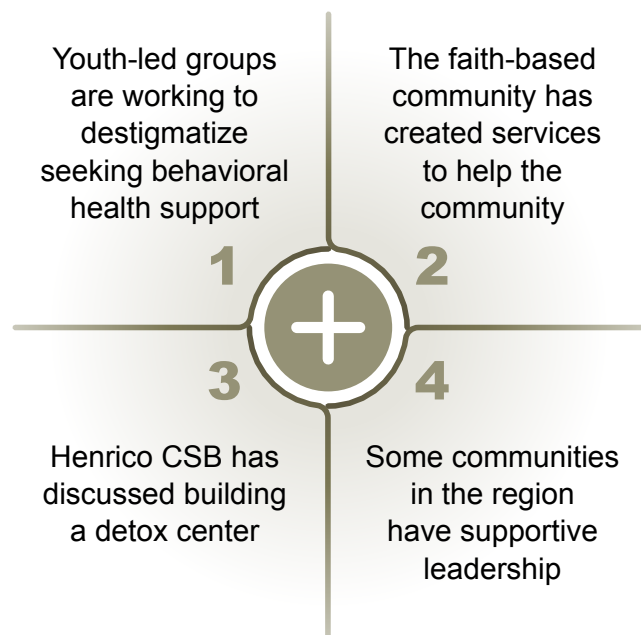 Youth-led groups
are working to
destigmatize
seeking behavioral
health support
1
The faith-based
community has
created services
to help the
community
2
3
Henrico CSB has
discussed building
a detox center
4
Some communities
in the region
have supportive
leadership